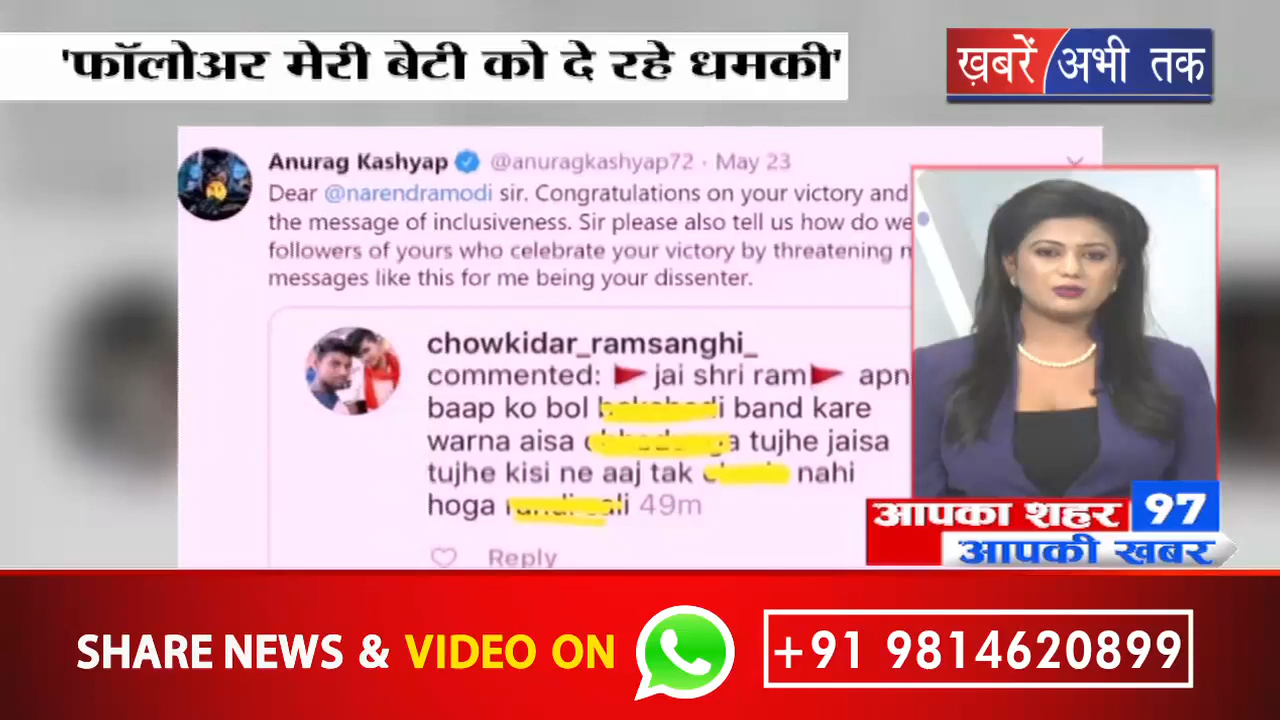 'फॉलोअर मेरी बेटी को दे रहे धमकी'
ख़बरें अभी तक
Anurag Kashyap @anuragkashyap72 · May 23
Dear @narendramodi sir. Congratulations on your victory and
the message of inclusiveness. Sir please also tell us how do we
followers of yours who celebrate your victory by threatening
messages like this for me being your dissenter.
chowkidar_ramsanghi_
commented: 🚩 jai shri ram 🚩 apn
baap ko bol band kare
warna aisa tujhe jaisa
tujhe kisi ne aaj tak nahi
hoga 49m
Reply
आपका शहर 97
आपकी खबर
SHARE NEWS & VIDEO ON +91 9814620899